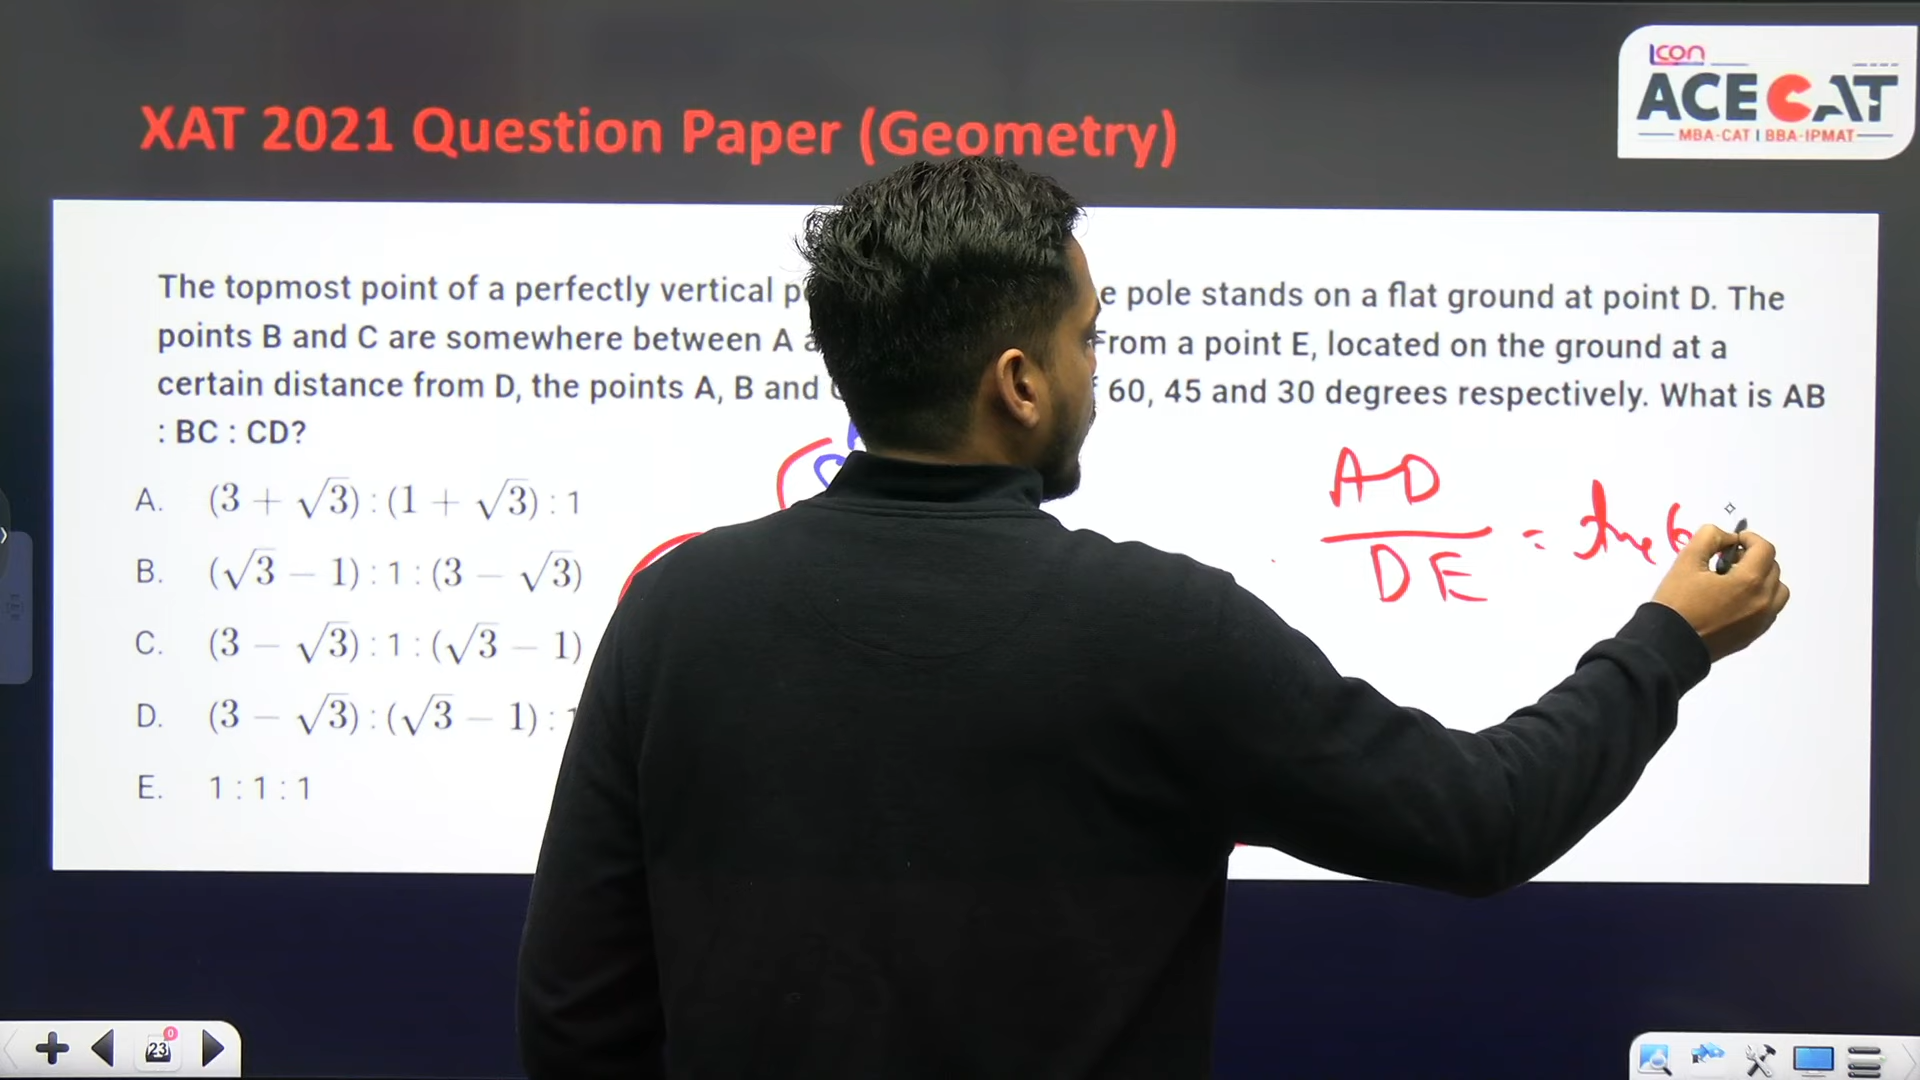 Icon
ACE CAT
MBA-CAT | BBA-IPMAT
XAT 2021 Question Paper (Geometry)
The topmost point of a perfectly vertical e pole stands on a flat ground at point D. The
points B and C are somewhere between A From a point E, located on the ground at a
certain distance from D, the points A, B and 60, 45 and 30 degrees respectively. What is AB
: BC : CD?
A. (3 + √3) : (1 + √3) : 1
B. (√3 − 1) : 1 : (3 − √3)
C. (3 − √3) : 1 : (√3 − 1)
D. (3 − √3) : (√3 − 1) :
E. 1 : 1 : 1
AD
DE
=
23
0